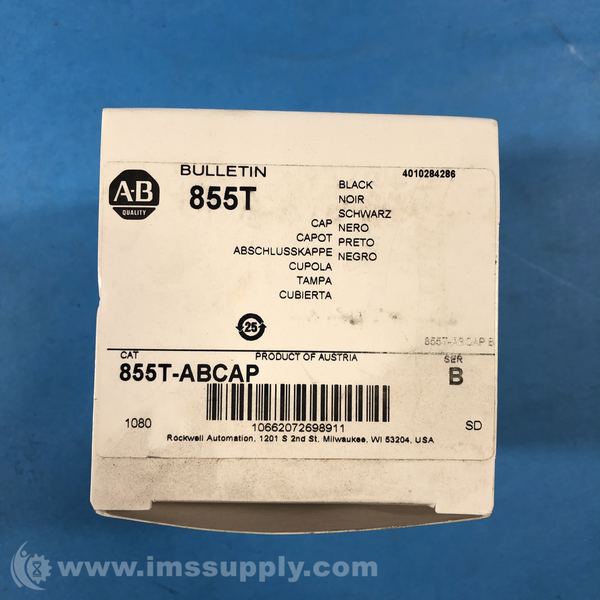 BULLETIN
4010284286
A-B
QUALITY
855T
BLACK
NOIR
SCHWARZ
NERO
PRETO
NEGRO
CAP
CAPOT
ABSCHLUSSKAPPE
CUPOLA
TAMPA
CUBIERTA
25
855T-ABCAP B
CAT
PRODUCT OF AUSTRIA
SER
855T-ABCAP
B
1080
10662072698911
SD
Rockwell Automation, 1201 S 2nd St, Milwaukee, WI 53204, USA
www.imssupply.com